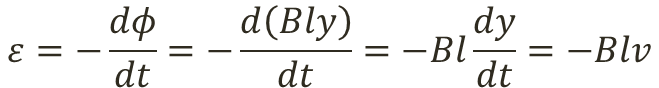 ε = −dϕ/dt = −d(Bly)/dt = −Bl dy/dt = −Blv